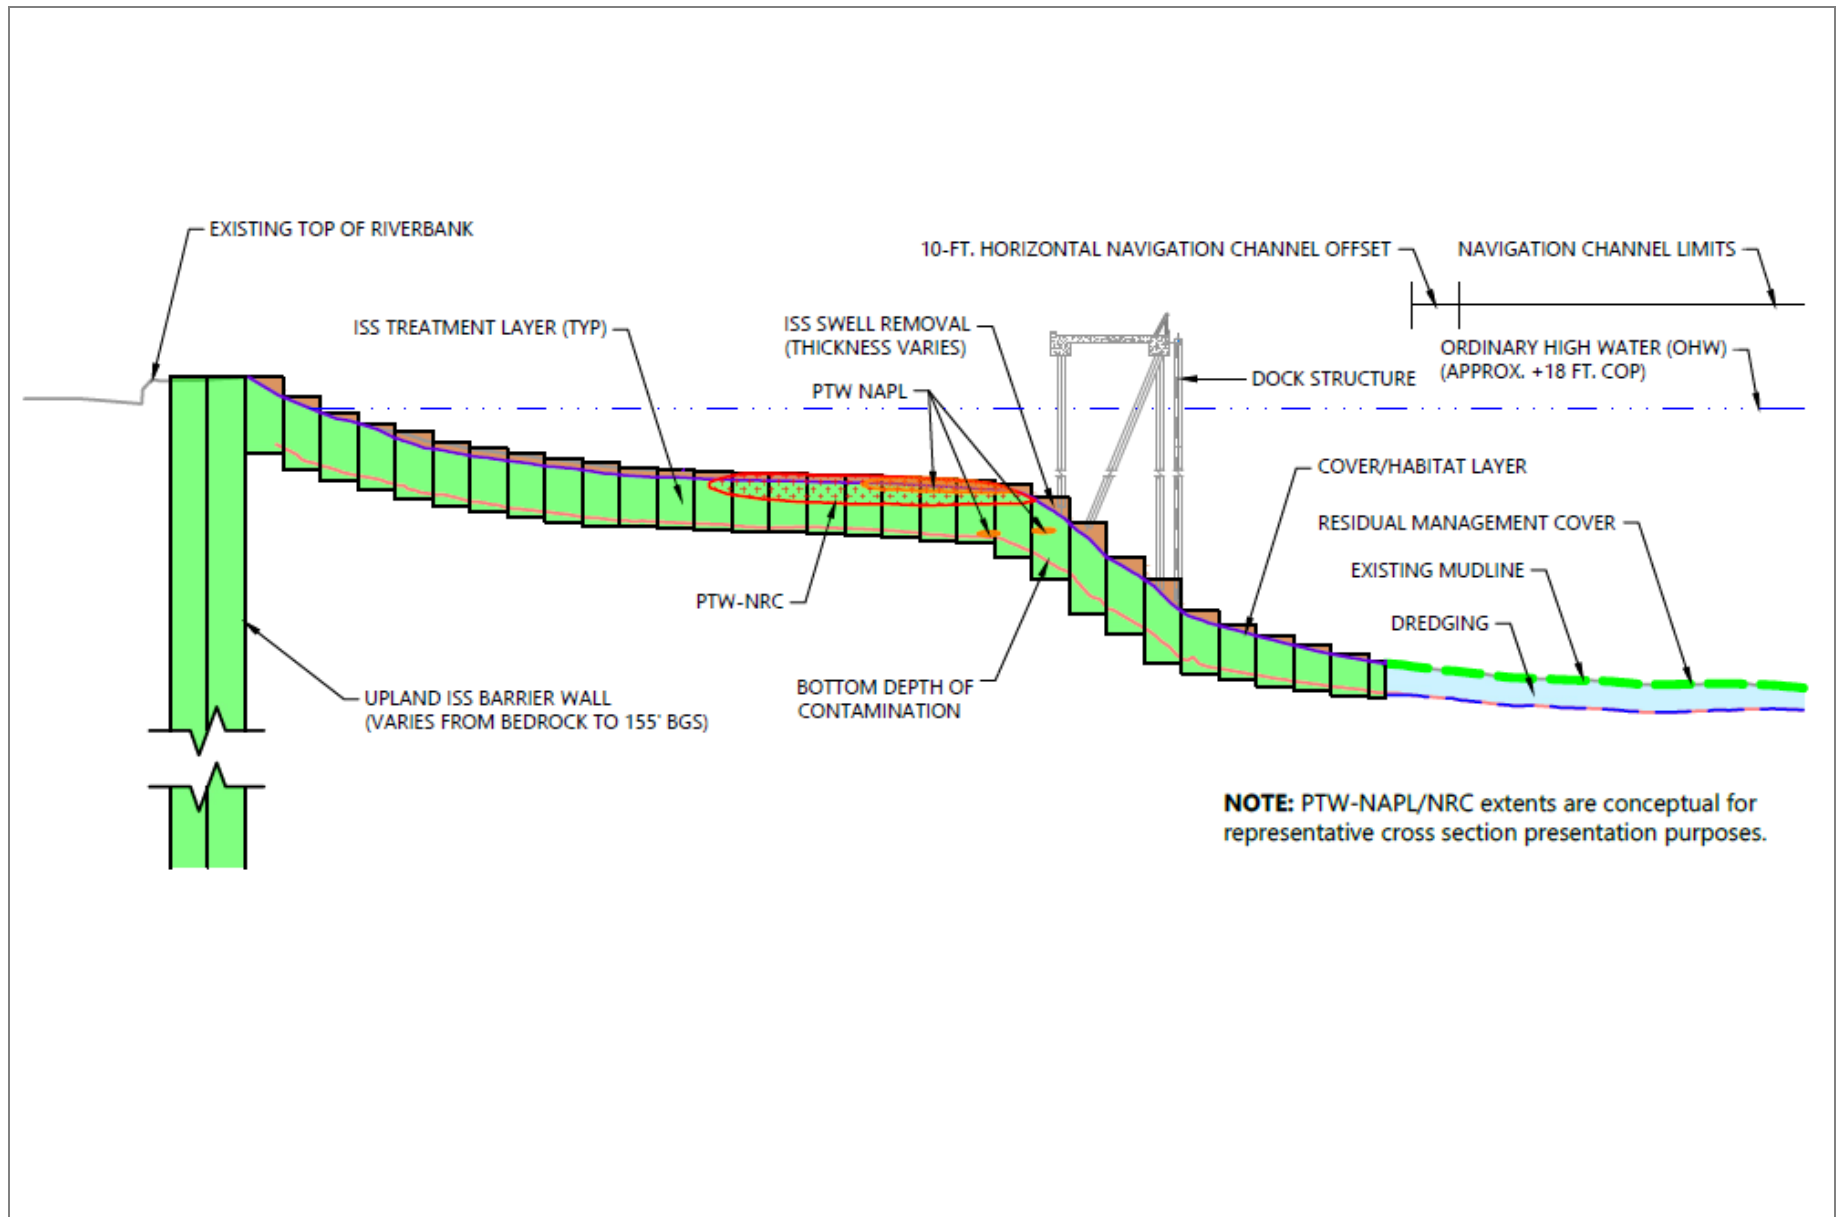 EXISTING TOP OF RIVERBANK
10-FT. HORIZONTAL NAVIGATION CHANNEL OFFSET
NAVIGATION CHANNEL LIMITS
ISS TREATMENT LAYER (TYP)
ISS SWELL REMOVAL
(THICKNESS VARIES)
ORDINARY HIGH WATER (OHW)
(APPROX. +18 FT. COP)
PTW NAPL
DOCK STRUCTURE
COVER/HABITAT LAYER
RESIDUAL MANAGEMENT COVER
EXISTING MUDLINE
PTW-NRC
DREDGING
UPLAND ISS BARRIER WALL
(VARIES FROM BEDROCK TO 155' BGS)
BOTTOM DEPTH OF
CONTAMINATION
NOTE: PTW-NAPL/NRC extents are conceptual for
representative cross section presentation purposes.